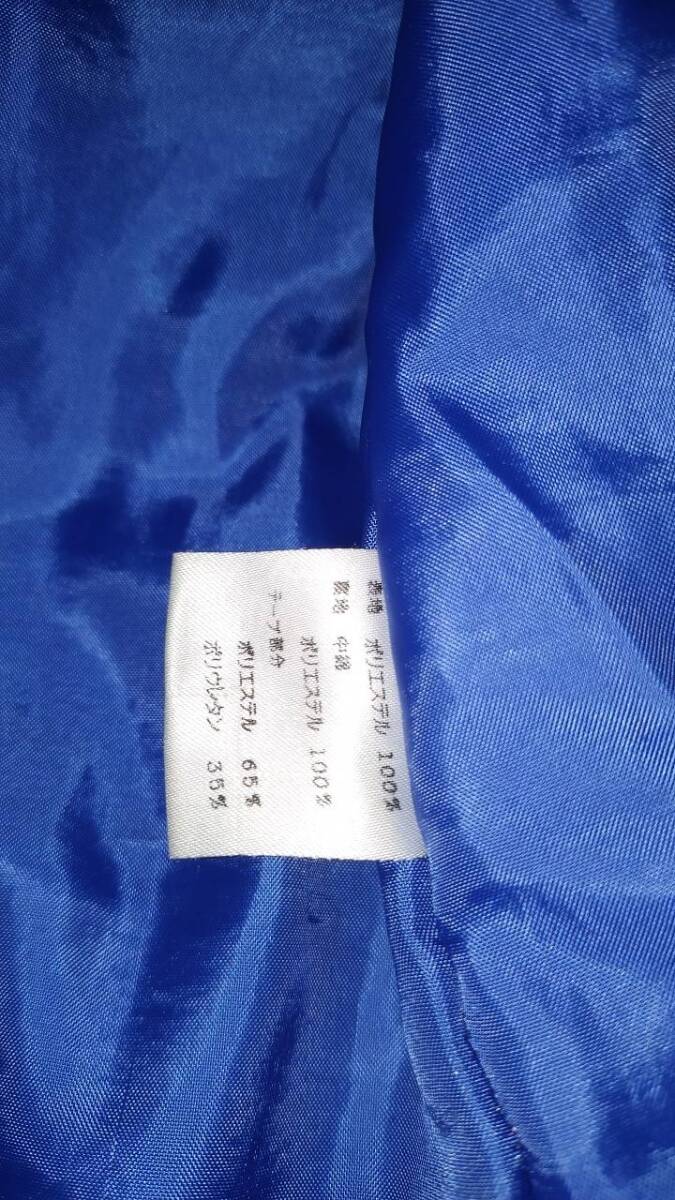 表地 ポリエステル 100%
裏地 中綿
ポリエステル 100%
テープ部分
ポリエステル 65%
ポリウレタン 35%